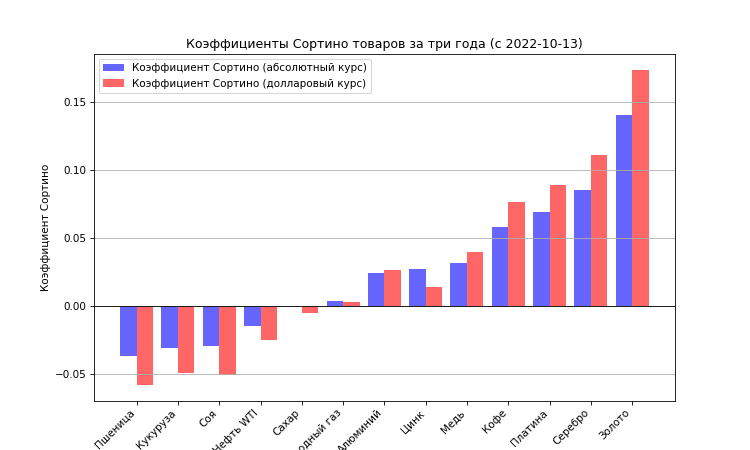 Коэффициенты Сортино товаров за три года (с 2022-10-13)
Коэффициент Сортино (абсолютный курс)
Коэффициент Сортино (долларовый курс)
Коэффициент Сортино
0.15
0.10
0.05
0.00
−0.05
Пшеница
Кукуруза
Соя
Нефть WTI
Сахар
газ
Алюминий
Цинк
Медь
Кофе
Платина
Серебро
Золото